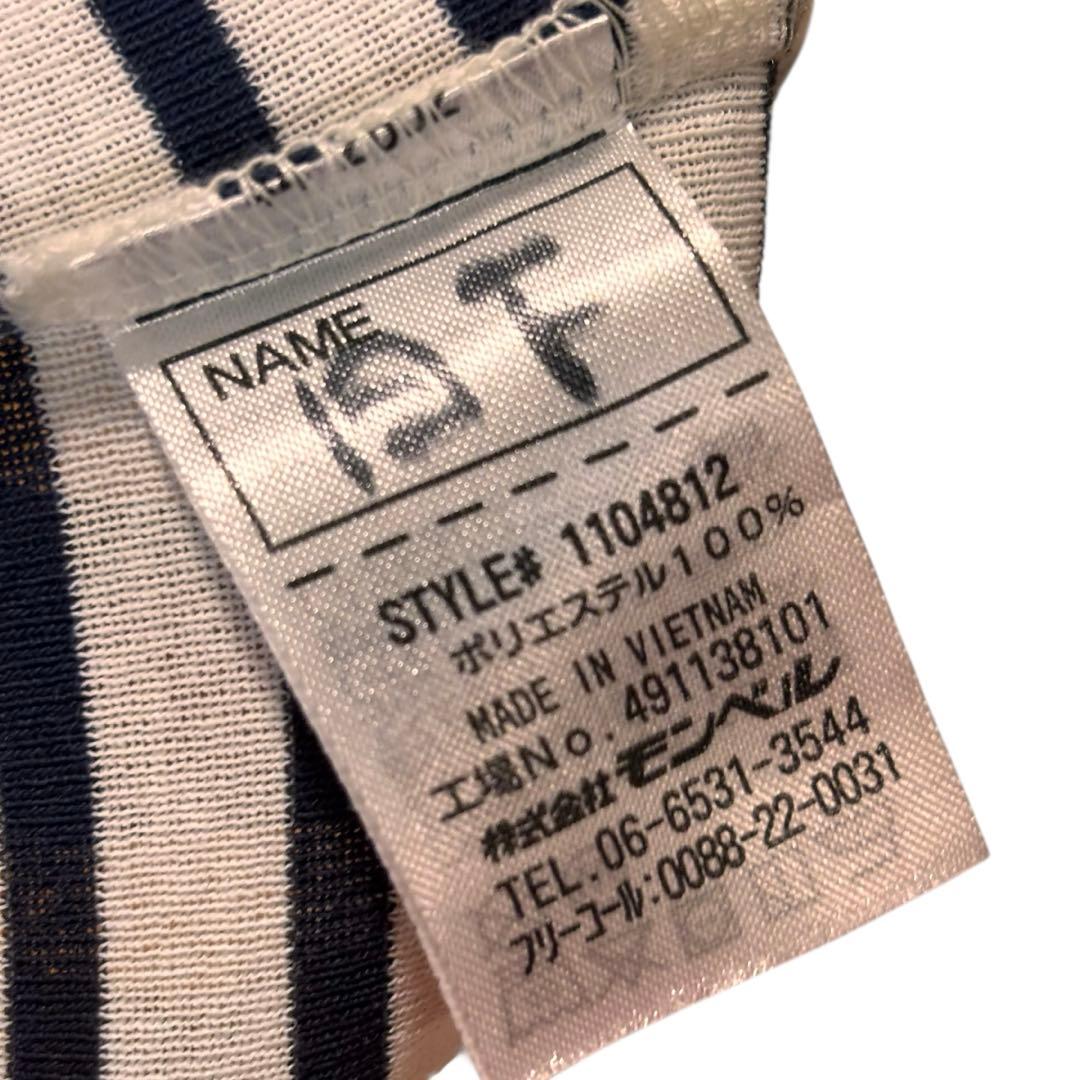 NAME
STYLE# 1104812
ポリエステル100%
MADE IN VIETNAM
工場No.491138101
株式会社モンベル
TEL.06-6531-3544
フリーコール:0088-22-0031